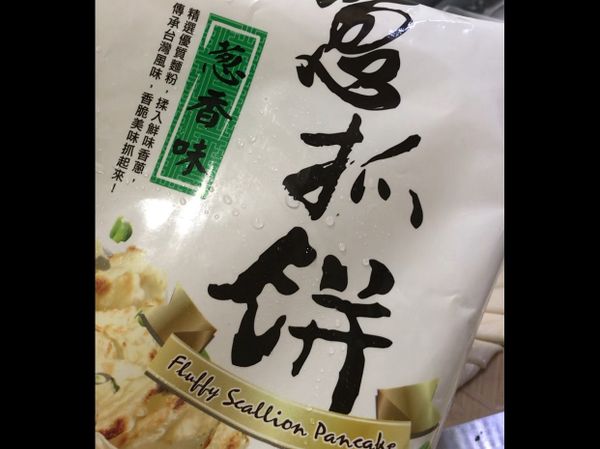 蔥抓餅
蔥香味
精選優質麵粉，揉入鮮味香蔥，
傳承台灣風味，香脆美味抓起來！
Fluffy Scallion Pancake